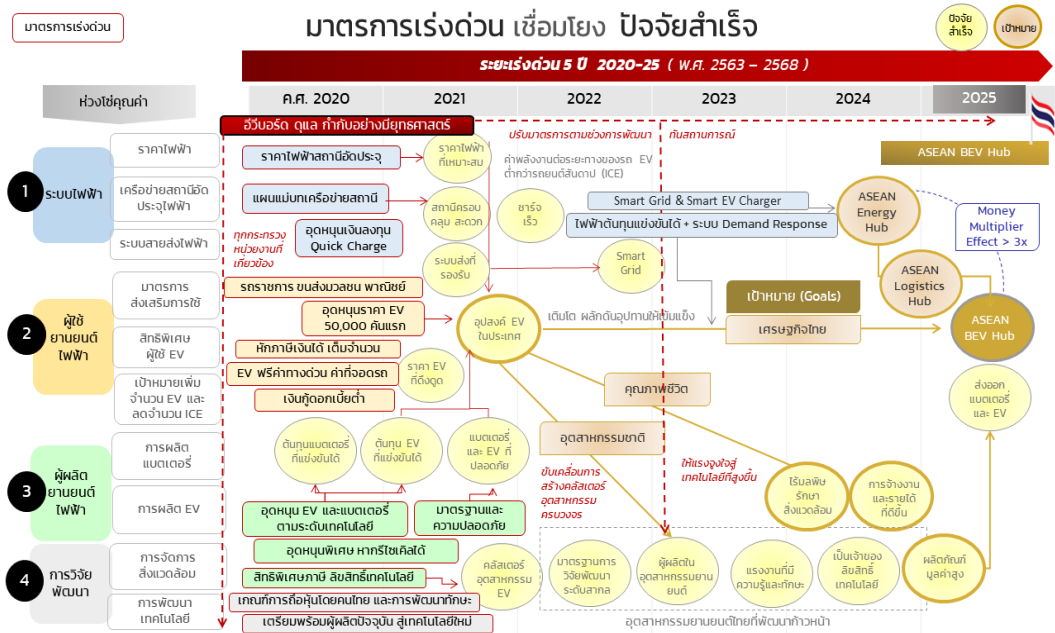 มาตรการเร่งด่วน
มาตรการเร่งด่วน เชื่อมโยง ปัจจัยสำเร็จ
ปัจจัย
สำเร็จ
เป้าหมาย
ระยะเร่งด่วน 5 ปี 2020-25 ( พ.ศ. 2563 – 2568 )
ห่วงโซ่คุณค่า
ค.ศ. 2020
2021
2022
2023
2024
2025
อีวีบอร์ด ดูแล กำกับอย่างมียุทธศาสตร์
ปรับมาตรการตามช่วงการพัฒนา
ทันสถานการณ์
ASEAN BEV Hub
1
ระบบไฟฟ้า
ราคาไฟฟ้า
เครือข่ายสถานีอัด
ประจุไฟฟ้า
ระบบสายส่งไฟฟ้า
ราคาไฟฟ้าสถานีอัดประจุ
ราคาไฟฟ้า
ที่เหมาะสม
ค่าพลังงานต่อระยะทางของรถ EV
ต่ำกว่ารถยนต์สันดาป (ICE)
แผนแม่บทเครือข่ายสถานี
สถานีครอบ
คลุม สะดวก
ชาร์จ
เร็ว
Smart Grid & Smart EV Charger
ไฟฟ้าต้นทุนแข่งขันได้ + ระบบ Demand Response
ASEAN
Energy
Hub
Money
Multiplier
Effect > 3x
ทุกกระทรวง
หน่วยงานที่
เกี่ยวข้อง
อุดหนุนเงินลงทุน
Quick Charge
ระบบส่งที่
รองรับ
Smart
Grid
ASEAN
Logistics
Hub
2
ผู้ใช้
ยานยนต์
ไฟฟ้า
มาตรการ
ส่งเสริมการใช้
สิทธิพิเศษ
ผู้ใช้ EV
เป้าหมายเพิ่ม
จำนวน EV และ
ลดจำนวน ICE
รถราชการ ขนส่งมวลชน พาณิชย์
อุดหนุนราคา EV
50,000 คันแรก
อุปสงค์ EV
ในประเทศ
เติมโต ผลักดันอุปทานให้เข้มแข็ง
เป้าหมาย (Goals)
เศรษฐกิจไทย
ASEAN
BEV Hub
หักภาษีเงินได้ เต็มจำนวน
EV ฟรีค่าทางด่วน ค่าที่จอดรถ
เงินกู้ดอกเบี้ยต่ำ
ราคา EV
ที่ดึงดูด
คุณภาพชีวิต
ส่งออก
แบตเตอรี่
และ EV
3
ผู้ผลิต
ยานยนต์
ไฟฟ้า
การผลิต
แบตเตอรี่
การผลิต EV
ต้นทุนแบตเตอรี่
ที่แข่งขันได้
ต้นทุน EV
ที่แข่งขันได้
แบตเตอรี่
และ EV ที่
ปลอดภัย
อุตสาหกรรมชาติ
ขับเคลื่อนการ
สร้างคลัสเตอร์
อุตสาหกรรม
ครบวงจร
ให้แรงจูงใจสู่
เทคโนโลยีที่สูงขึ้น
ไร้มลพิษ
รักษา
สิ่งแวดล้อม
การจ้างงาน
และรายได้
ที่ดีขึ้น
อุดหนุน EV และแบตเตอรี่
ตามระดับเทคโนโลยี
มาตรฐานและ
ความปลอดภัย
4
การวิจัย
พัฒนา
การจัดการ
สิ่งแวดล้อม
การพัฒนา
เทคโนโลยี
อุดหนุนพิเศษ หากรีไซเคิลได้
สิทธิพิเศษภาษี ลิขสิทธิ์เทคโนโลยี
เกณฑ์การถือหุ้นโดยคนไทย และการพัฒนาทักษะ
เตรียมพร้อมผู้ผลิตปัจจุบัน สู่เทคโนโลยีใหม่
คลัสเตอร์
อุตสาหกรรม
EV
มาตรฐานการ
วิจัยพัฒนา
ระดับสากล
ผู้ผลิตใน
อุตสาหกรรมยาน
ยนต์
แรงงานที่มี
ความรู้และทักษะ
เป็นเจ้าของ
ลิขสิทธิ์
เทคโนโลยี
ผลิตภัณฑ์
มูลค่าสูง
อุตสาหกรรมยานยนต์ไทยที่พัฒนาก้าวหน้า